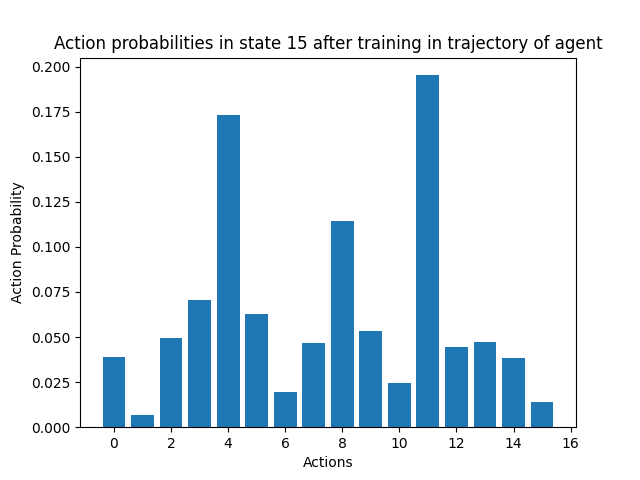 Action probabilities in state 15 after training in trajectory of agent
0.200
0.175
0.150
0.125
0.100
0.075
0.050
0.025
0.000
Action Probability
0 2 4 6 8 10 12 14 16
Actions